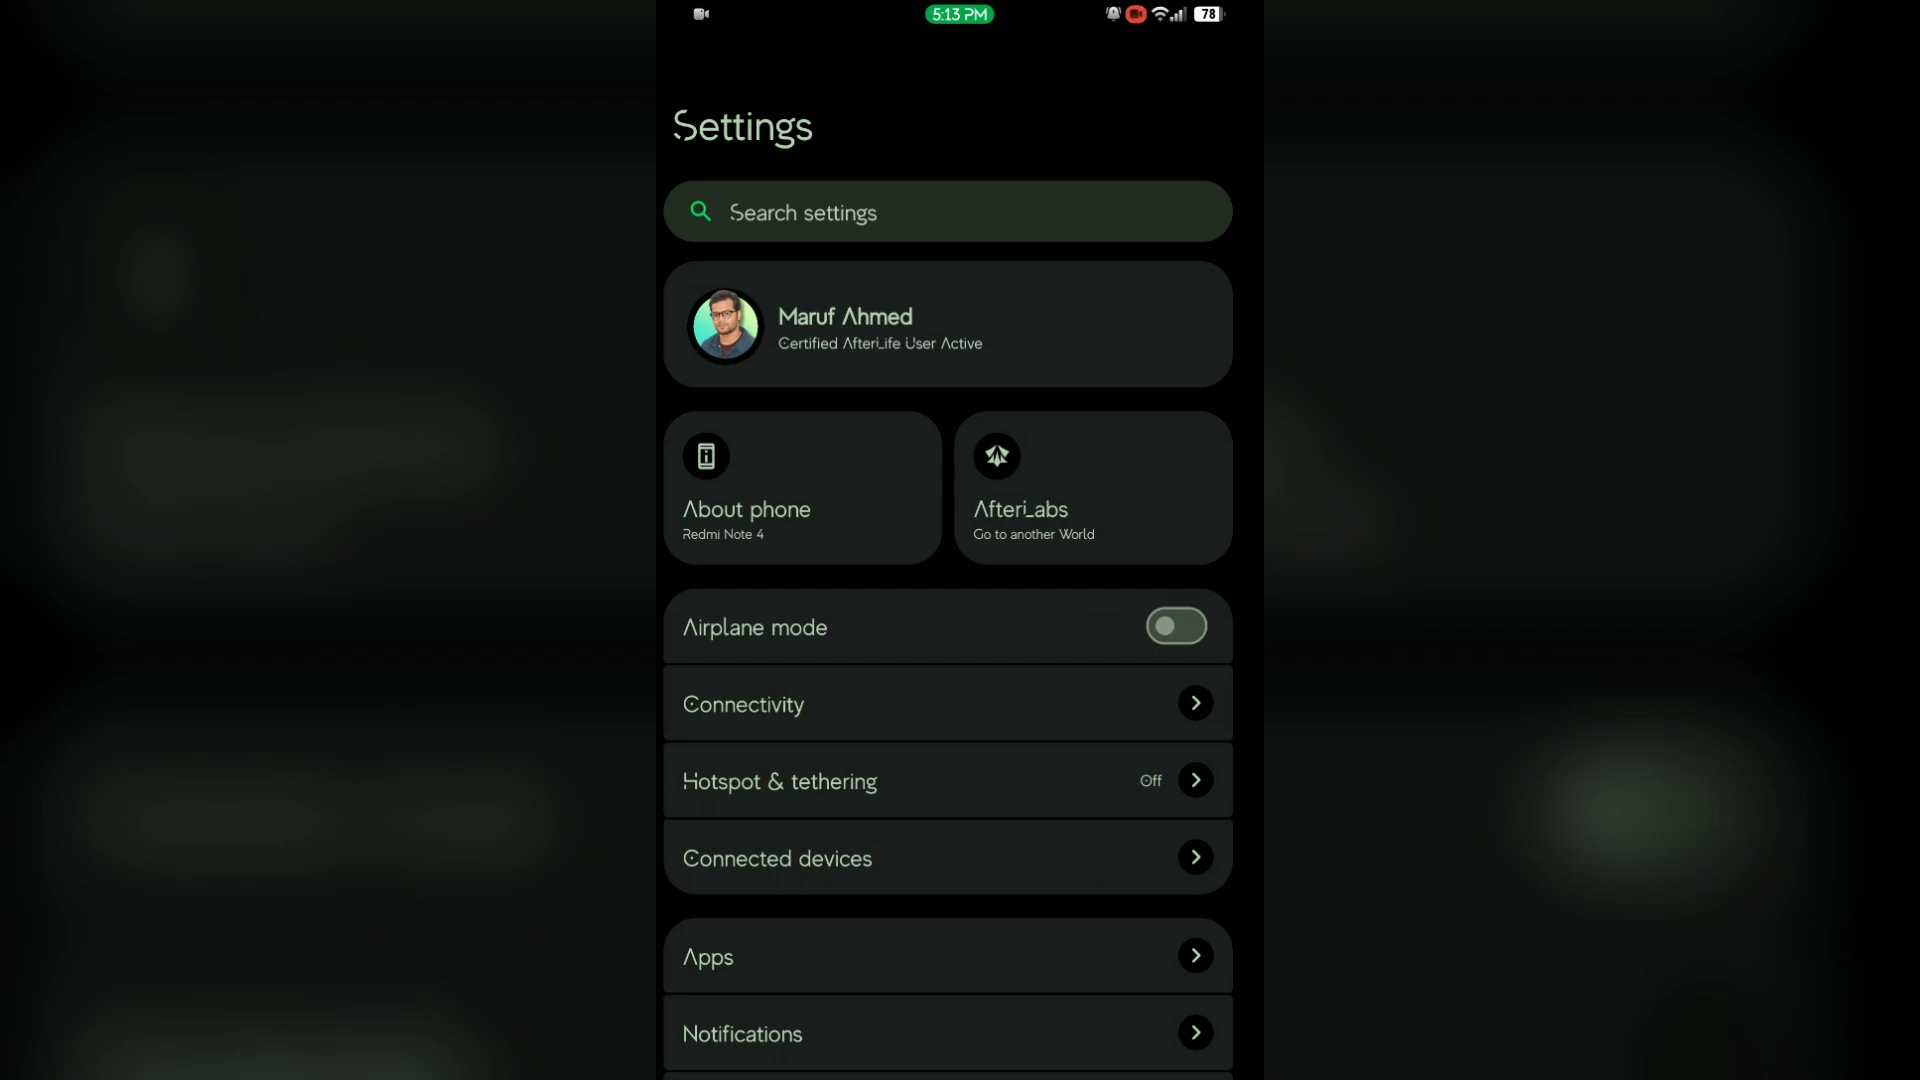 5:13 PM
78
Settings
Search settings
Maruf Ahmed
Certified AfterLife User Active
About phone
Redmi Note 4
AfterLabs
Go to another World
Airplane mode
Connectivity
Hotspot & tethering
Off
Connected devices
Apps
Notifications